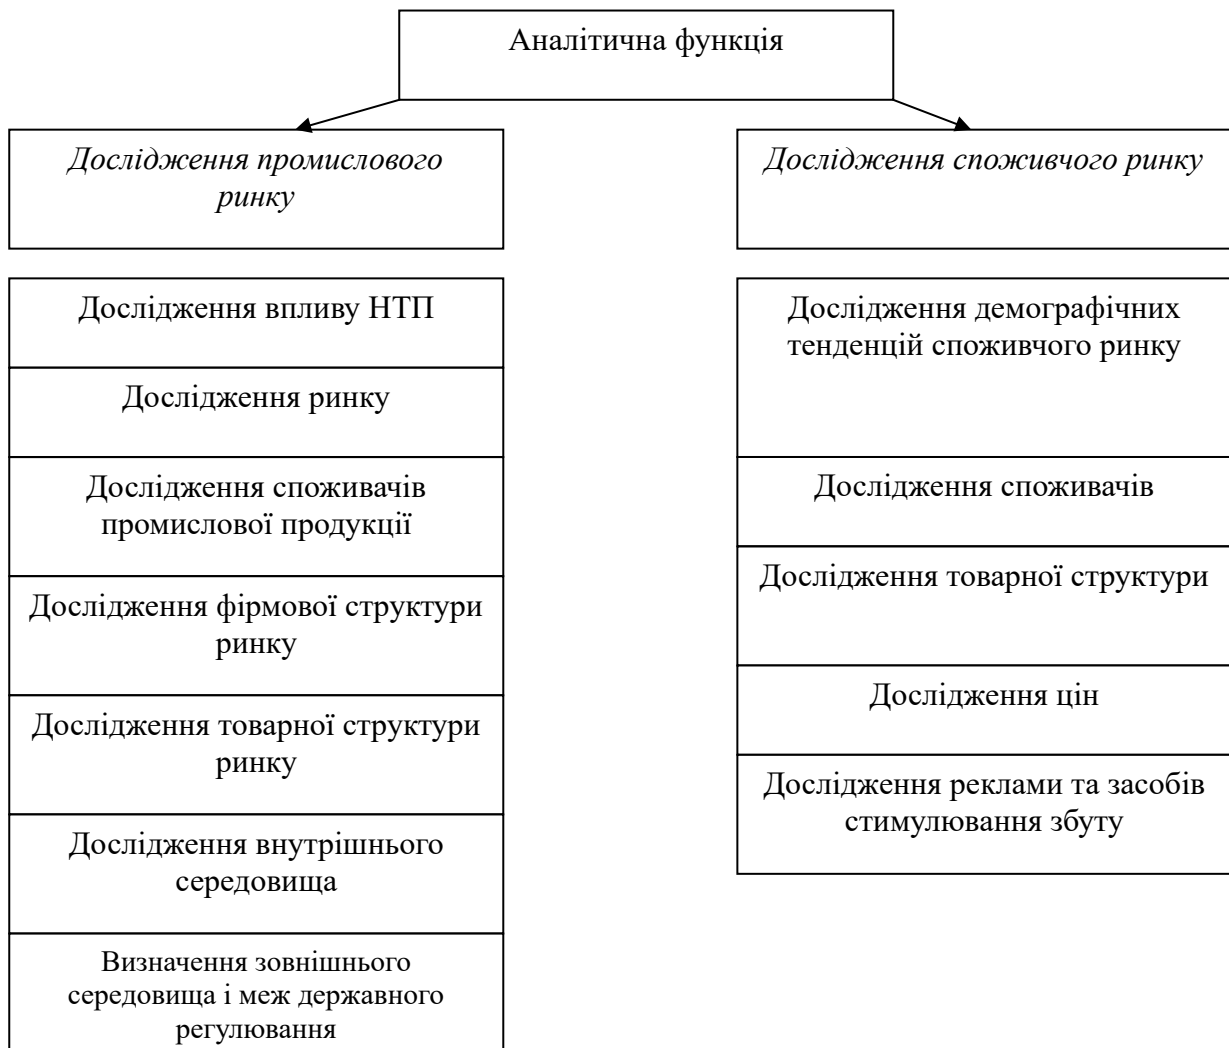 Аналітична функція
Дослідження промислового
ринку
Дослідження споживчого ринку
Дослідження впливу НТП
Дослідження ринку
Дослідження споживачів
промислової продукції
Дослідження фірмової структури
ринку
Дослідження товарної структури
ринку
Дослідження внутрішнього
середовища
Визначення зовнішнього
середовища і меж державного
регулювання
Дослідження демографічних
тенденцій споживчого ринку
Дослідження споживачів
Дослідження товарної структури
Дослідження цін
Дослідження реклами та засобів
стимулювання збуту